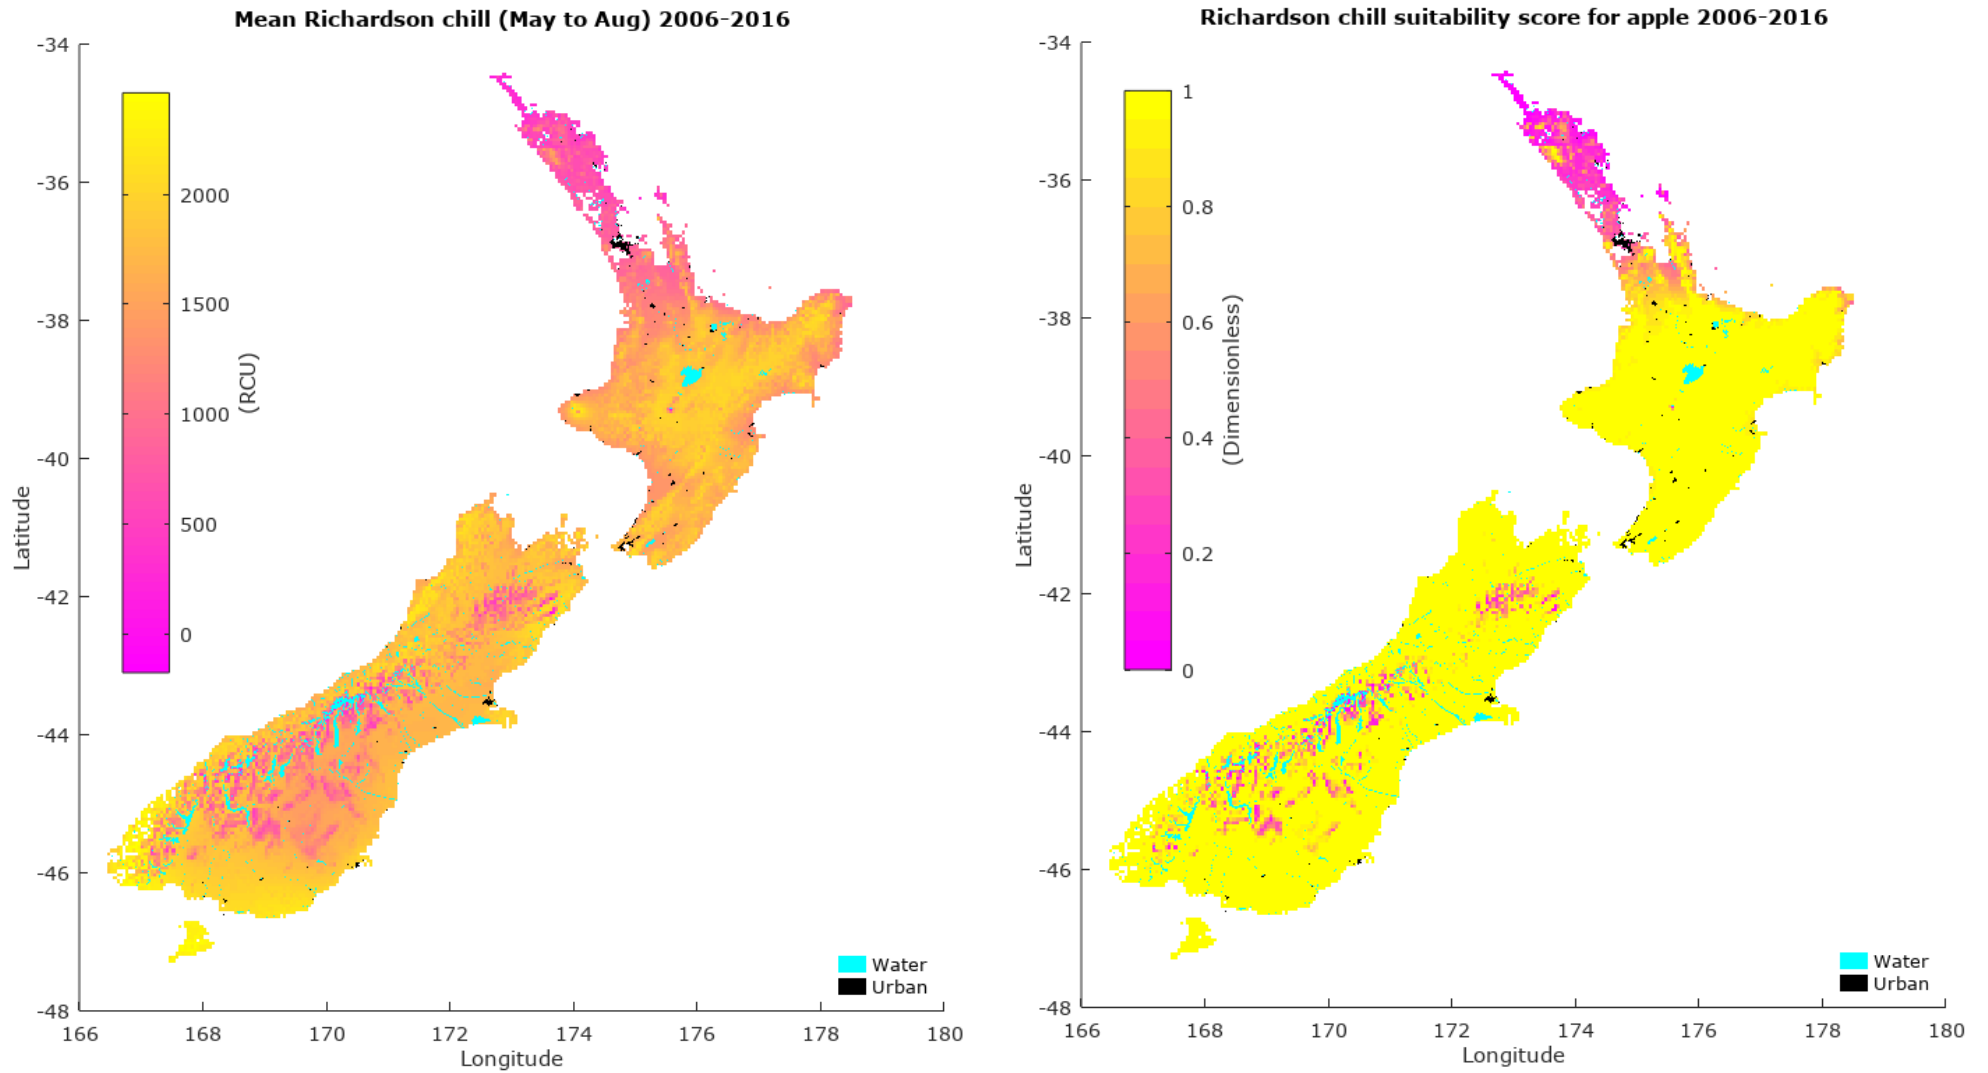 Mean Richardson chill (May to Aug) 2006-2016
-34
-36
-38
-40
-42
-44
-46
-48
Latitude
2000
1500
1000
500
0
(RCU)
Water
Urban
166 168 170 172 174 176 178 180
Longitude
Richardson chill suitability score for apple 2006-2016
-34
-36
-38
-40
-42
-44
-46
-48
Latitude
1
0.8
0.6
0.4
0.2
0
(Dimensionless)
Water
Urban
166 168 170 172 174 176 178 180
Longitude